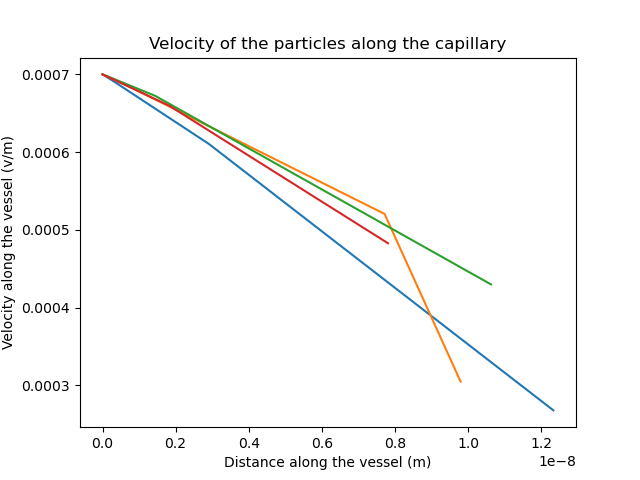 Velocity of the particles along the capillary
0.0007
0.0006
0.0005
0.0004
0.0003
Velocity along the vessel (v/m)
0.0 0.2 0.4 0.6 0.8 1.0 1.2
1e−8
Distance along the vessel (m)